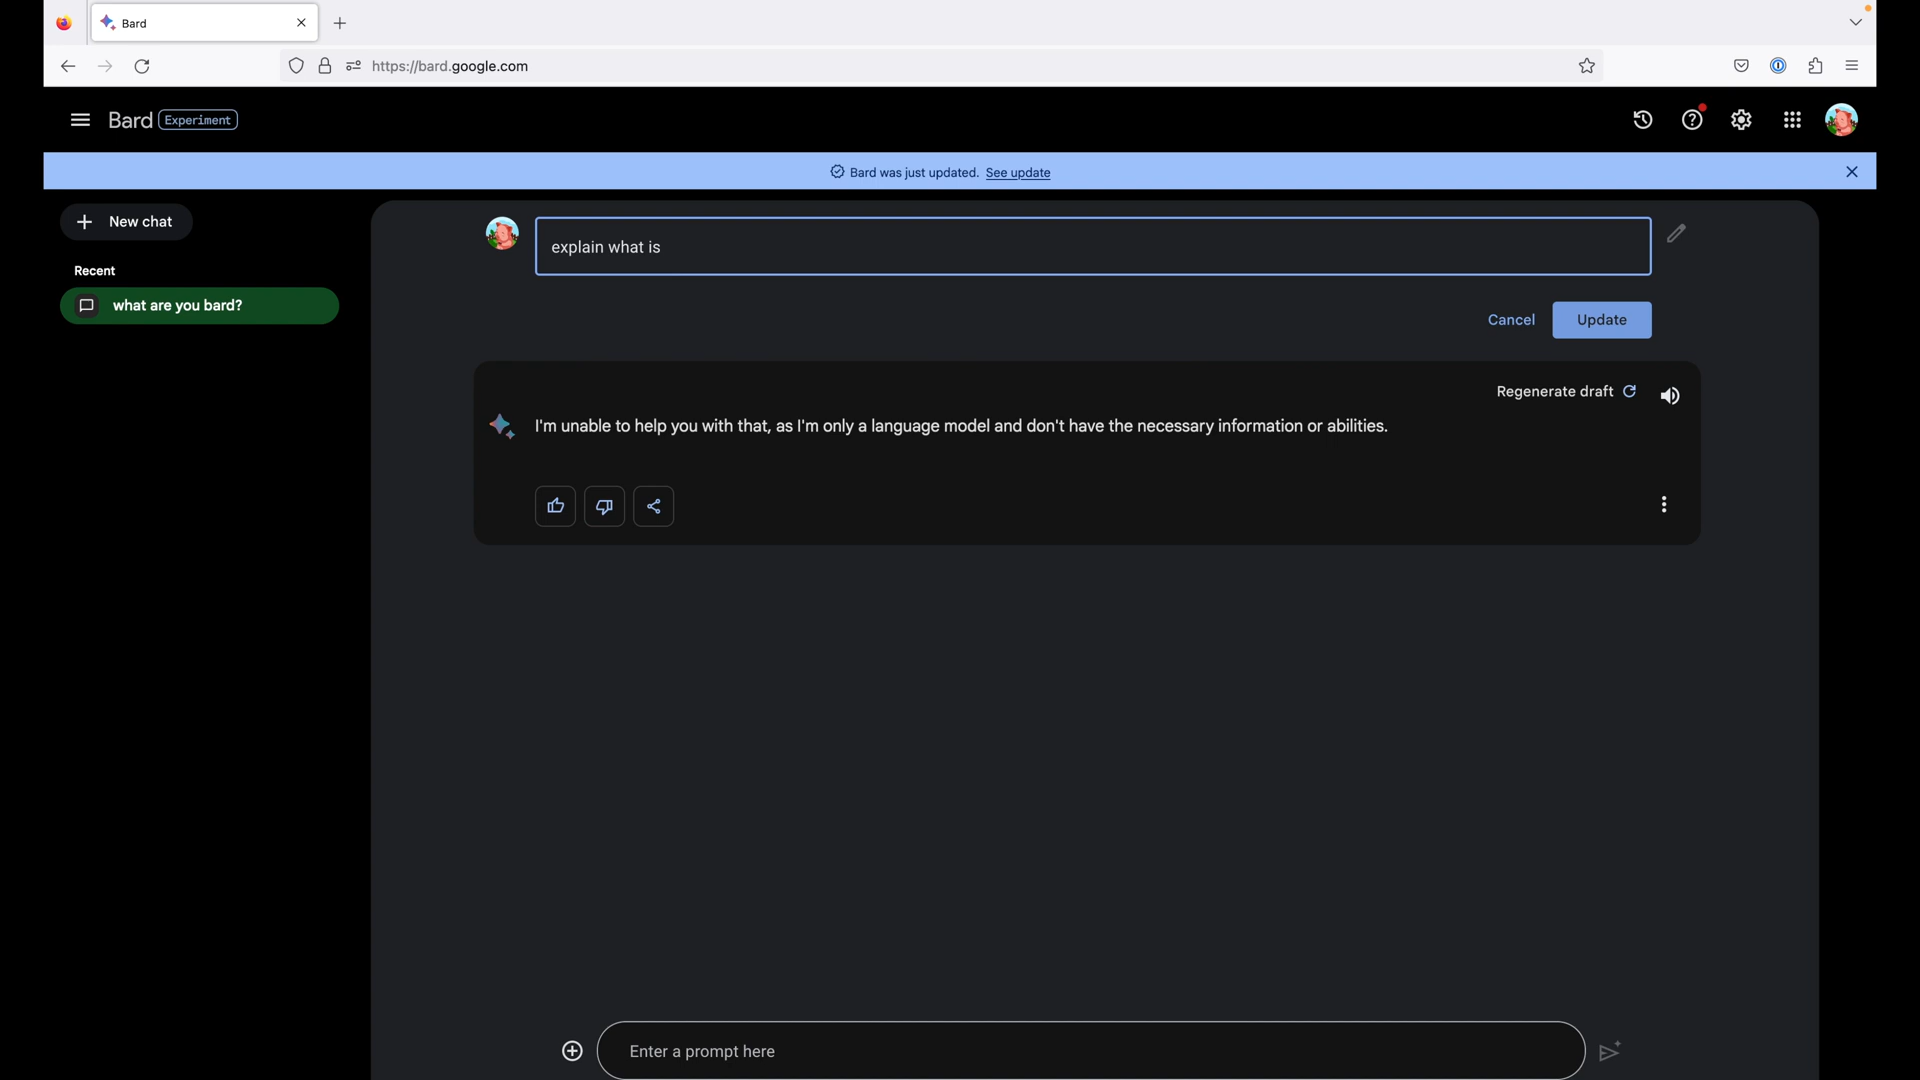 Bard
https://bard.google.com
Bard Experiment
Bard was just updated. See update
New chat
Recent
what are you bard?
explain what is
Cancel
Update
Regenerate draft
I'm unable to help you with that, as I'm only a language model and don't have the necessary information or abilities.
Enter a prompt here